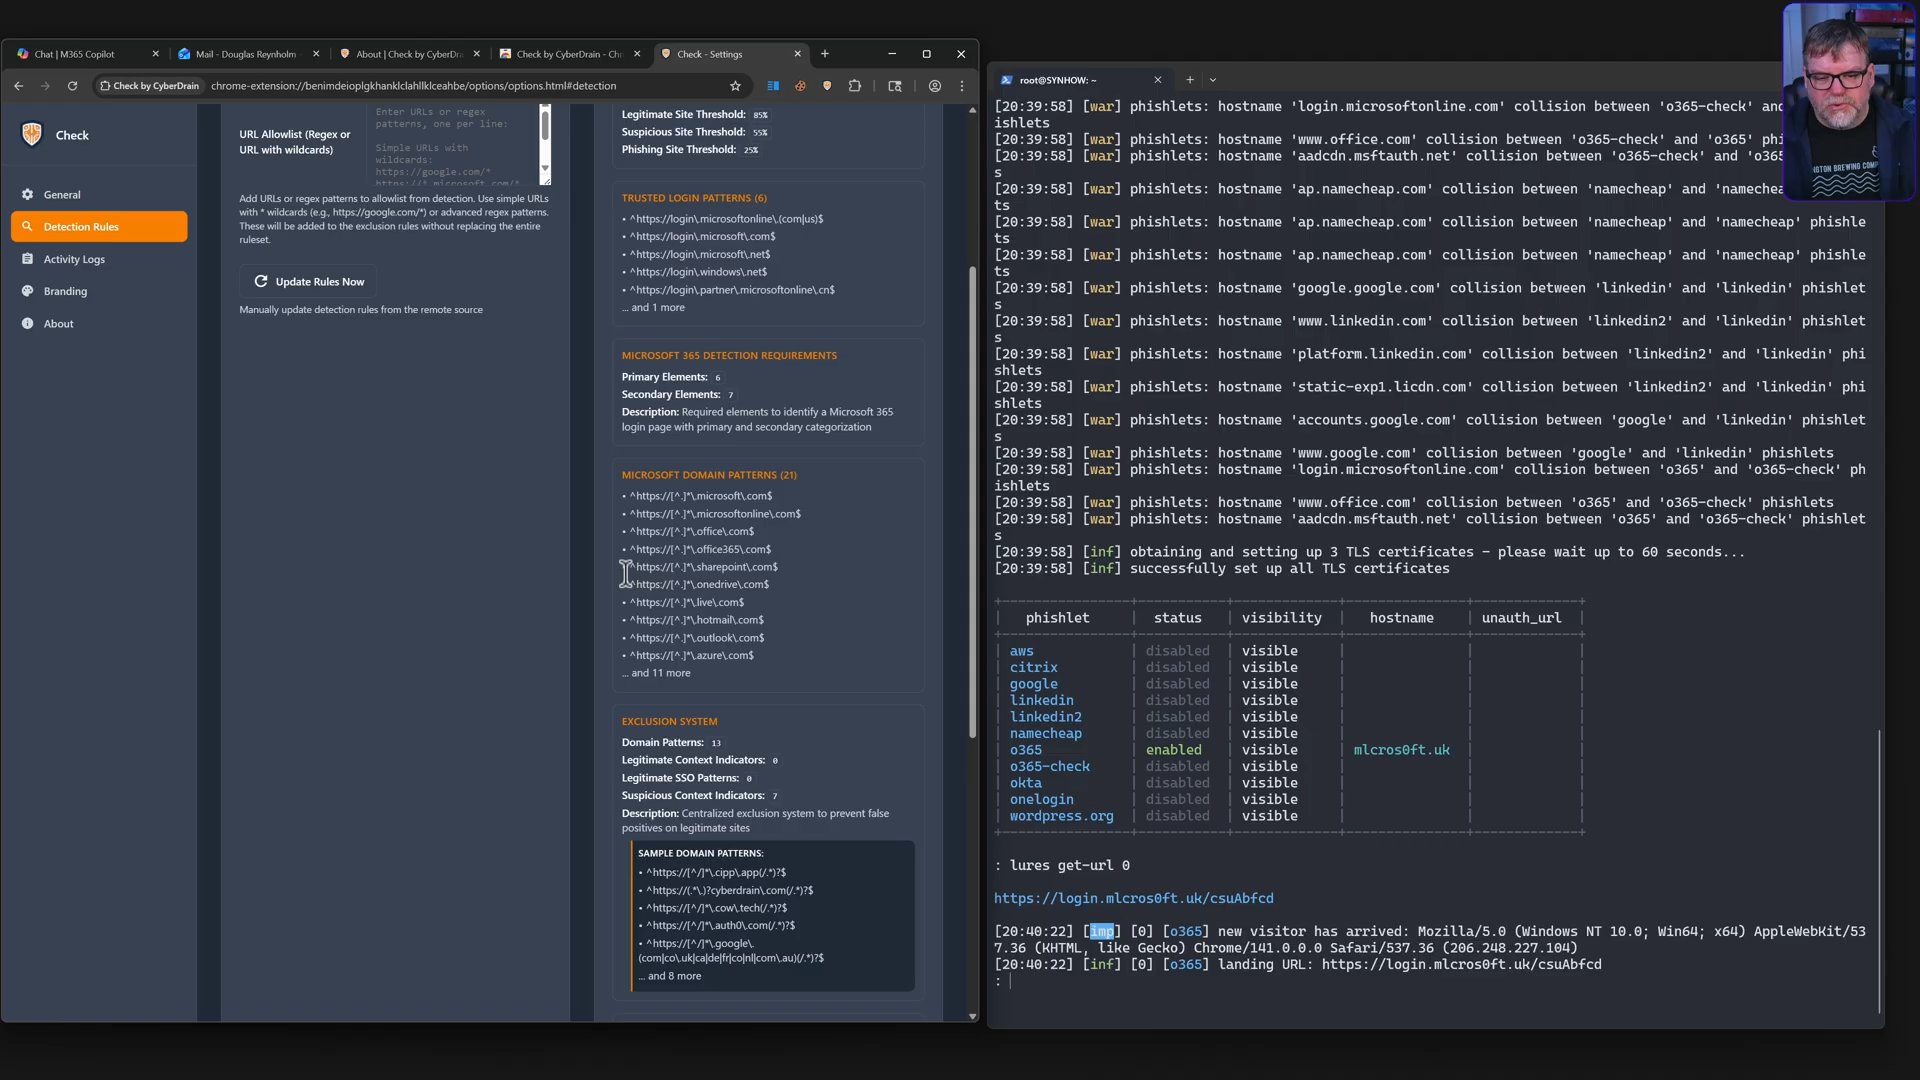 Chat | M365 Copilot
Mail - Douglas Reynholm
About | Check by CyberDra
Check by CyberDrain - Chr
Check - Settings
Check by CyberDrain
chrome-extension://benimdeioplgkhanklclahllklceahbe/options/options.html#detection
Check
General
Detection Rules
Activity Logs
Branding
About
URL Allowlist (Regex or
URL with wildcards)
Enter URLs or regex
patterns, one per line:
Simple URLs with
wildcards:
https://google.com/*
https://*.microsoft.com/*
Add URLs or regex patterns to allowlist from detection. Use simple URLs
with * wildcards (e.g., https://google.com/*) or advanced regex patterns.
These will be added to the exclusion rules without replacing the entire
ruleset.
Update Rules Now
Manually update detection rules from the remote source
Legitimate Site Threshold: 85%
Suspicious Site Threshold: 55%
Phishing Site Threshold: 25%
TRUSTED LOGIN PATTERNS (6)
• ^https://login\.microsoftonline\.(com|us)$
• ^https://login\.microsoft\.com$
• ^https://login\.microsoft\.net$
• ^https://login\.windows\.net$
• ^https://login\.partner\.microsoftonline\.cn$
... and 1 more
MICROSOFT 365 DETECTION REQUIREMENTS
Primary Elements: 6
Secondary Elements: 7
Description: Required elements to identify a Microsoft 365
login page with primary and secondary categorization
MICROSOFT DOMAIN PATTERNS (21)
• ^https://[^.]*\.microsoft\.com$
• ^https://[^.]*\.microsoftonline\.com$
• ^https://[^.]*\.office\.com$
• ^https://[^.]*\.office365\.com$
^https://[^.]*\.sharepoint\.com$
^https://[^.]*\.onedrive\.com$
• ^https://[^.]*\.live\.com$
• ^https://[^.]*\.hotmail\.com$
• ^https://[^.]*\.outlook\.com$
• ^https://[^.]*\.azure\.com$
... and 11 more
EXCLUSION SYSTEM
Domain Patterns: 13
Legitimate Context Indicators: 0
Legitimate SSO Patterns: 0
Suspicious Context Indicators: 7
Description: Centralized exclusion system to prevent false
positives on legitimate sites
SAMPLE DOMAIN PATTERNS:
• ^https://[^/]*\.cipp\.app(/.*)?$
• ^https://(.*\.)?cyberdrain\.com(/.*)?$
• ^https://[^/]*\.cow\.tech(/.*)?$
• ^https://[^/]*\.auth0\.com(/.*)?$
• ^https://[^/]*\.google\.
(com|co\.uk|ca|de|fr|co|nl|com\.au)(/.*)?$
... and 8 more
root@SYNHOW: ~
[20:39:58] [war] phishlets: hostname 'login.microsoftonline.com' collision between 'o365-check' and
ishlets
[20:39:58] [war] phishlets: hostname 'www.office.com' collision between 'o365-check' and 'o365' phi
[20:39:58] [war] phishlets: hostname 'aadcdn.msftauth.net' collision between 'o365-check' and 'o365
s
[20:39:58] [war] phishlets: hostname 'ap.www.namecheap.com' collision between 'namecheap' and 'namecheap'
ts
[20:39:58] [war] phishlets: hostname 'ap.namecheap.com' collision between 'namecheap' and 'namecheap' phishle
ts
[20:39:58] [war] phishlets: hostname 'ap.namecheap.com' collision between 'namecheap' and 'namecheap' phishle
ts
[20:39:58] [war] phishlets: hostname 'google.google.com' collision between 'linkedin' and 'linkedin' phishlet
s
[20:39:58] [war] phishlets: hostname 'www.linkedin.com' collision between 'linkedin2' and 'linkedin' phishlet
s
[20:39:58] [war] phishlets: hostname 'platform.linkedin.com' collision between 'linkedin2' and 'linkedin' phi
shlets
[20:39:58] [war] phishlets: hostname 'static-exp1.licdn.com' collision between 'linkedin2' and 'linkedin' phi
shlets
[20:39:58] [war] phishlets: hostname 'accounts.google.com' collision between 'google' and 'linkedin' phishlet
s
[20:39:58] [war] phishlets: hostname 'www.google.com' collision between 'google' and 'linkedin' phishlets
[20:39:58] [war] phishlets: hostname 'login.microsoftonline.com' collision between 'o365' and 'o365-check' ph
ishlets
[20:39:58] [war] phishlets: hostname 'www.office.com' collision between 'o365' and 'o365-check' phishlets
[20:39:58] [war] phishlets: hostname 'aadcdn.msftauth.net' collision between 'o365' and 'o365-check' phishlet
s
[20:39:58] [inf] obtaining and setting up 3 TLS certificates - please wait up to 60 seconds...
[20:39:58] [inf] successfully set up all TLS certificates
| phishlet | status | visibility | hostname | unauth_url |
| aws | disabled | visible | | |
| citrix | disabled | visible | | |
| google | disabled | visible | | |
| linkedin | disabled | visible | | |
| linkedin2 | disabled | visible | | |
| namecheap | disabled | visible | | |
| o365 | enabled | visible | mlcros0ft.uk | |
| o365-check | disabled | visible | | |
| okta | disabled | visible | | |
| onelogin | disabled | visible | | |
| wordpress.org | disabled | visible | | |
: lures get-url 0
https://login.mlcros0ft.uk/csuAbfcd
[20:40:22] [imp] [0] [o365] new visitor has arrived: Mozilla/5.0 (Windows NT 10.0; Win64; x64) AppleWebKit/53
7.36 (KHTML, like Gecko) Chrome/141.0.0.0 Safari/537.36 (206.248.227.104)
[20:40:22] [inf] [0] [o365] landing URL: https://login.mlcros0ft.uk/csuAbfcd
:
NGTON BREWING COMP